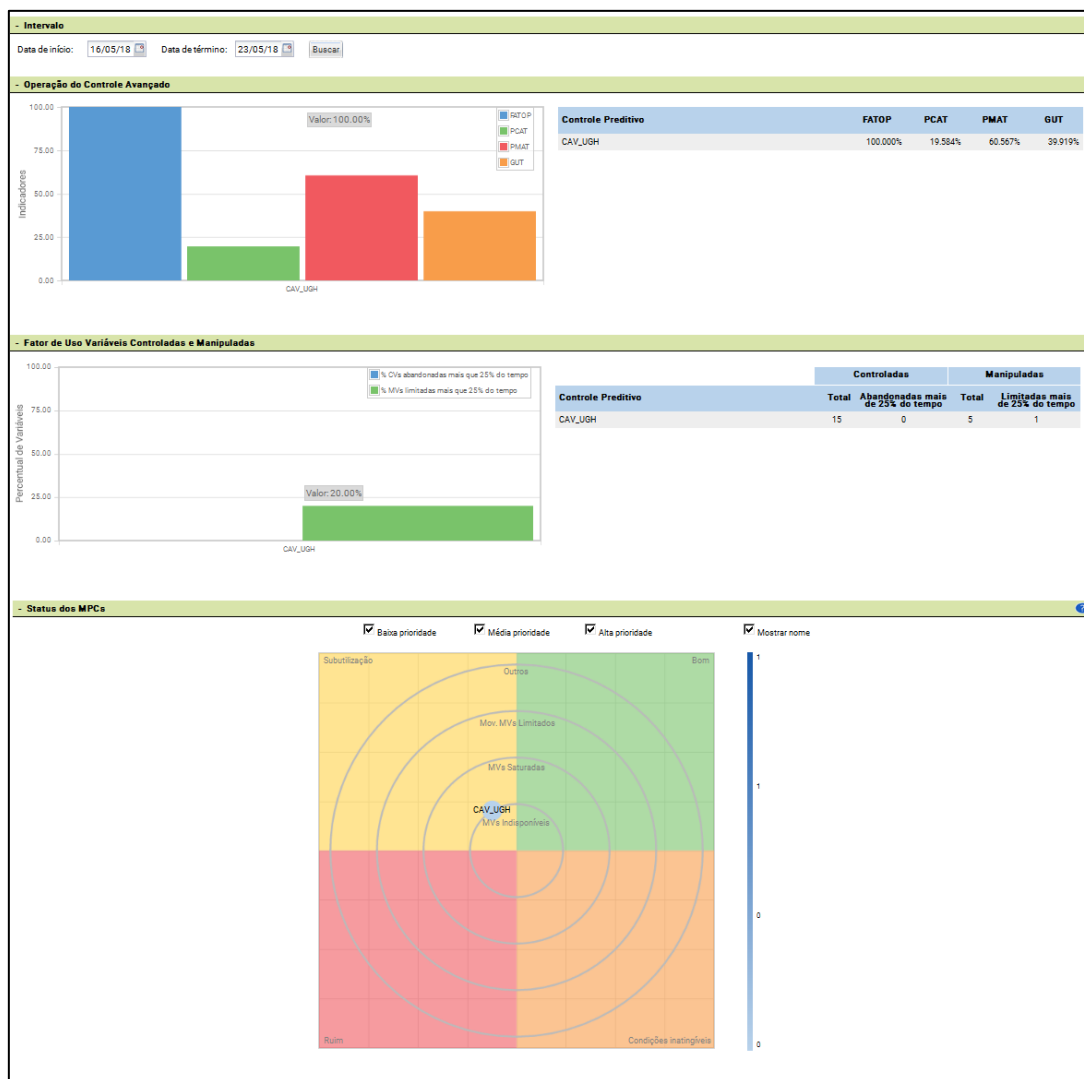 - Intervalo
Data de início: 16/05/18 Data de término: 23/05/18 Buscar
- Operação do Controle Avançado
100.00
75.00
50.00
25.00
0.00
Indicadores
Valor: 100.00%
FATOP
PCAT
PMAT
GUT
CAV_UGH
Controle Preditivo FATOP PCAT PMAT GUT
CAV_UGH 100.000% 19.584% 60.567% 39.919%
- Fator de Uso Variáveis Controladas e Manipuladas
100.00
75.00
50.00
25.00
0.00
Percentual de Variáveis
% CVs abandonadas mais que 25% do tempo
% MVs limitadas mais que 25% do tempo
Valor: 20.00%
CAV_UGH
Controladas Manipuladas
Controle Preditivo Total Abandonadas mais de 25% do tempo Total Limitadas mais de 25% do tempo
CAV_UGH 15 0 5 1
- Status dos MPCs ?
Baixa prioridade Média prioridade Alta prioridade Mostrar nome
Subutilização Bom
Outros
Mov. MVs Limitados
MVs Saturadas
CAV_UGH
MVs Indisponíveis
Ruim Condições inatingíveis
1
1
0
0